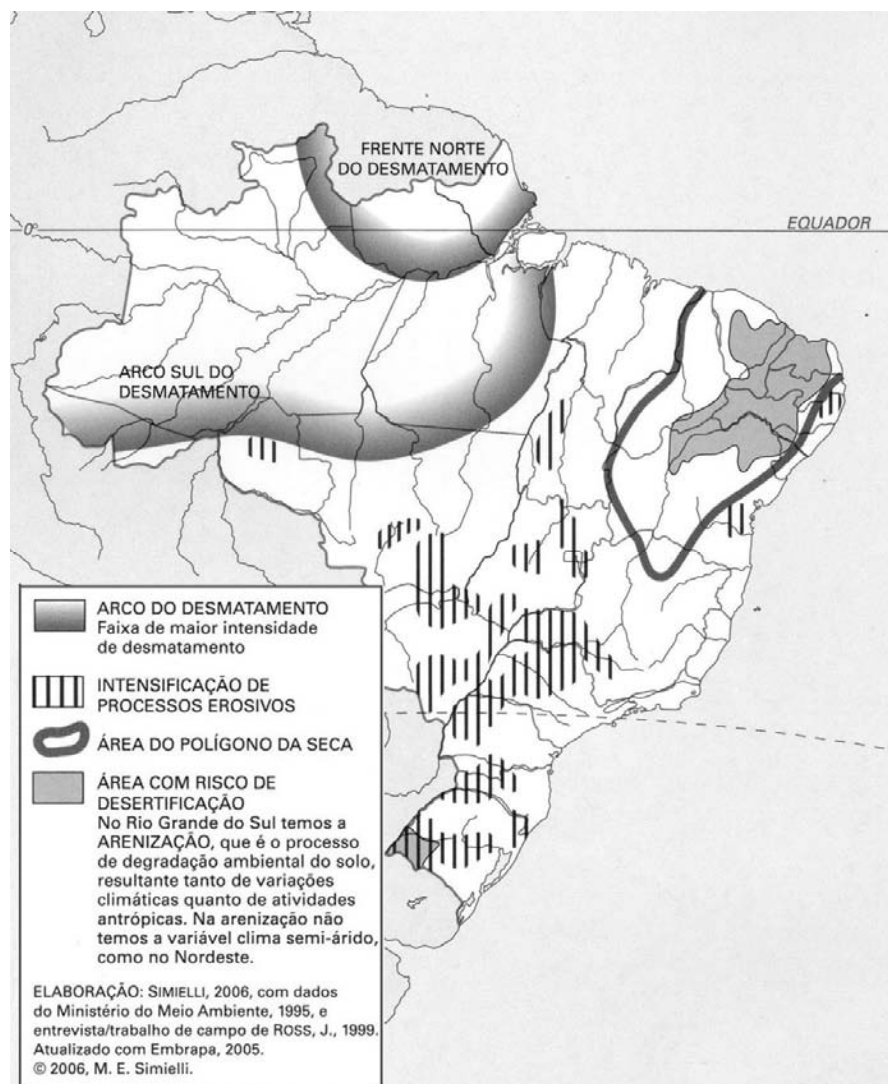 FRENTE NORTE
DO DESMATAMENTO
0°
EQUADOR
ARCO SUL DO
DESMATAMENTO
ARCO DO DESMATAMENTO
Faixa de maior intensidade
de desmatamento
INTENSIFICAÇÃO DE
PROCESSOS EROSIVOS
ÁREA DO POLÍGONO DA SECA
ÁREA COM RISCO DE
DESERTIFICAÇÃO
No Rio Grande do Sul temos a
ARENIZAÇÃO, que é o processo
de degradação ambiental do solo,
resultante tanto de variações
climáticas quanto de atividades
antrópicas. Na arenização não
temos a variável clima semi-árido,
como no Nordeste.
ELABORAÇÃO: SIMIELLI, 2006, com dados
do Ministério do Meio Ambiente, 1995, e
entrevista/trabalho de campo de ROSS, J., 1999.
Atualizado com Embrapa, 2005.
© 2006, M. E. Simielli.